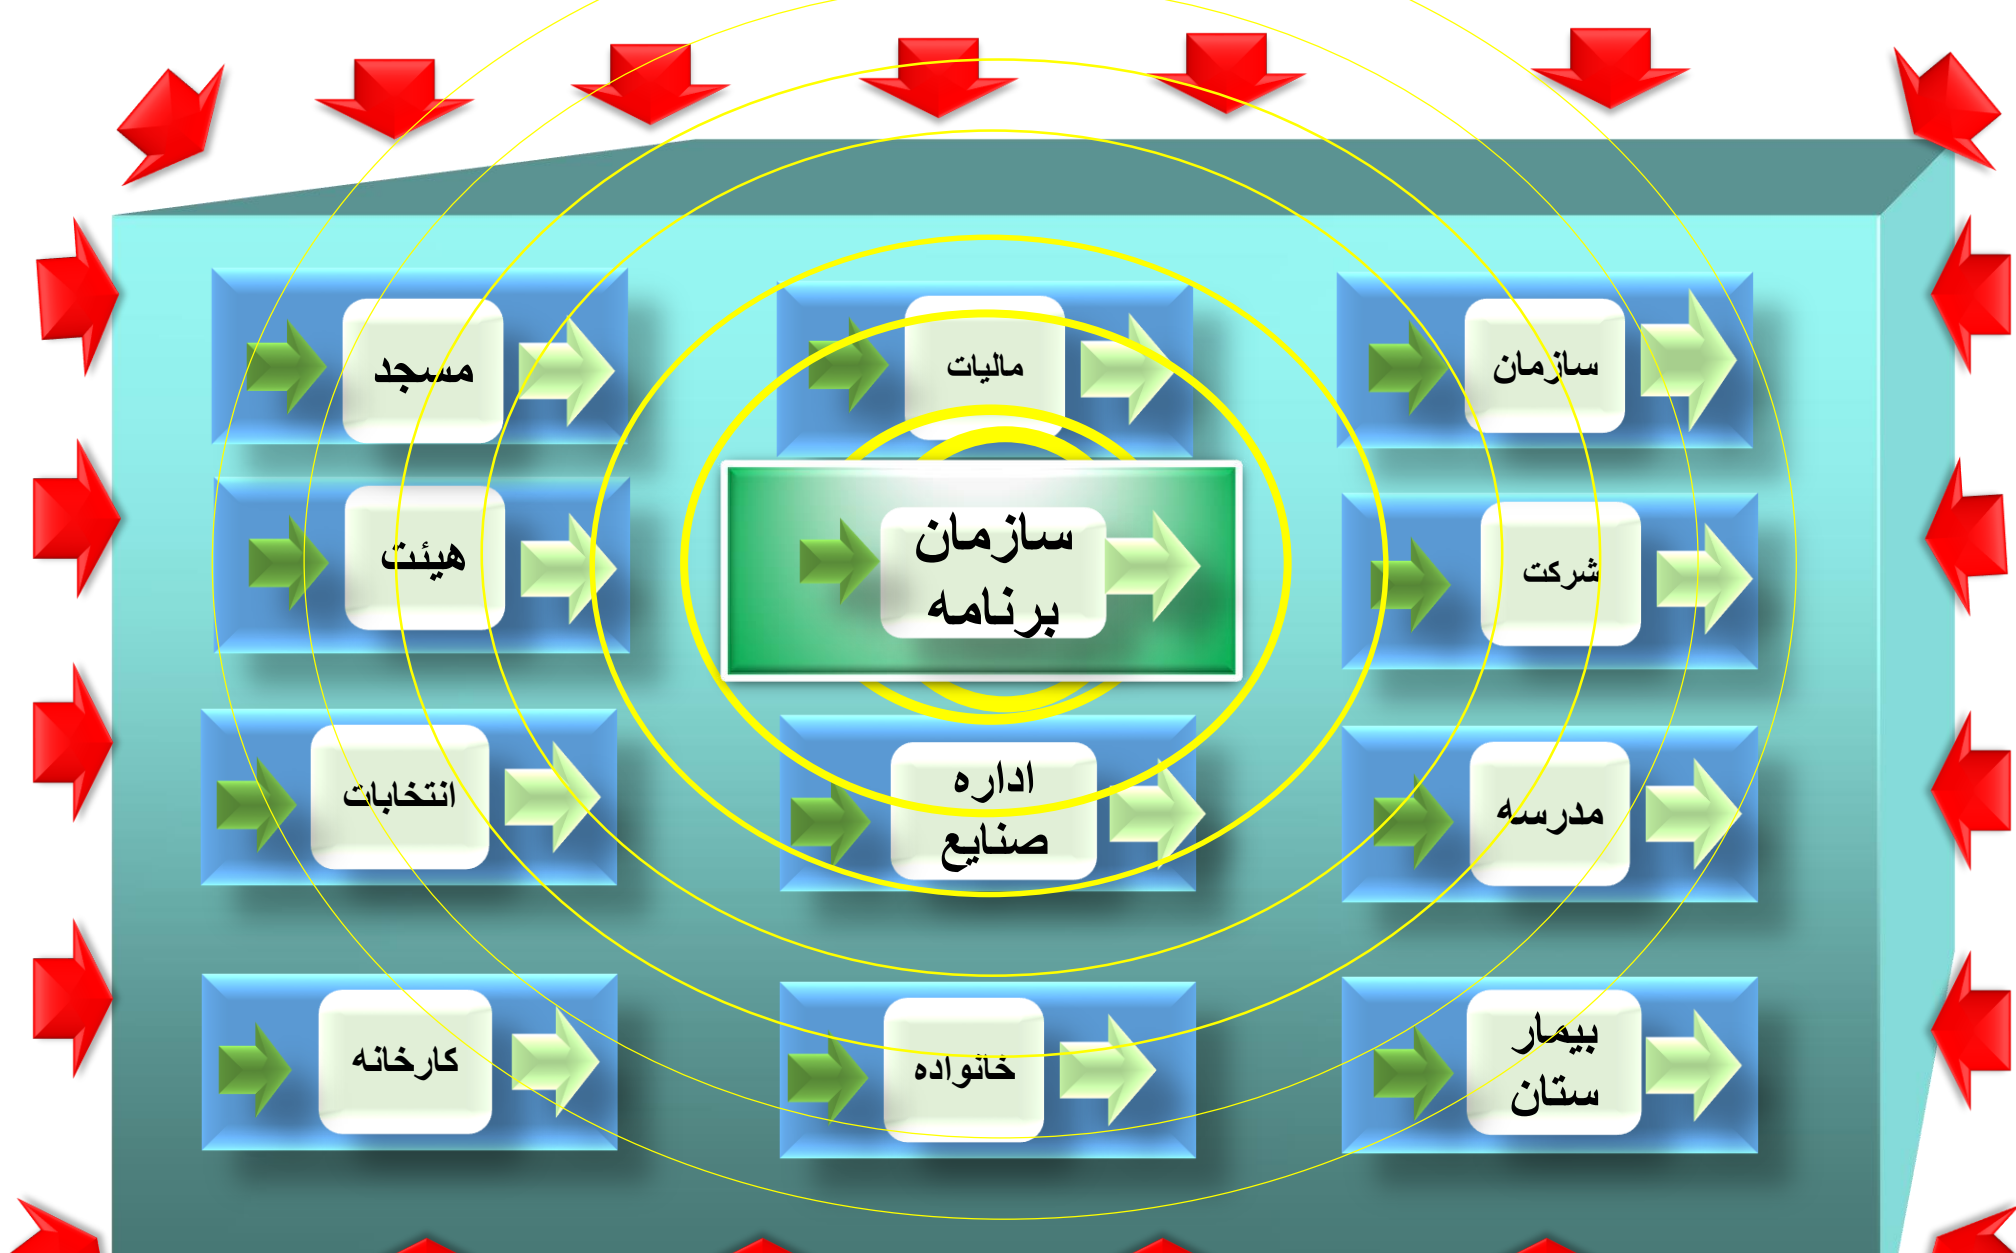 سازمان
مالیات
مسجد
شرکت
سازمان
برنامه
هیئت
مدرسه
اداره
صنایع
انتخابات
بیمار
ستان
خانواده
کارخانه